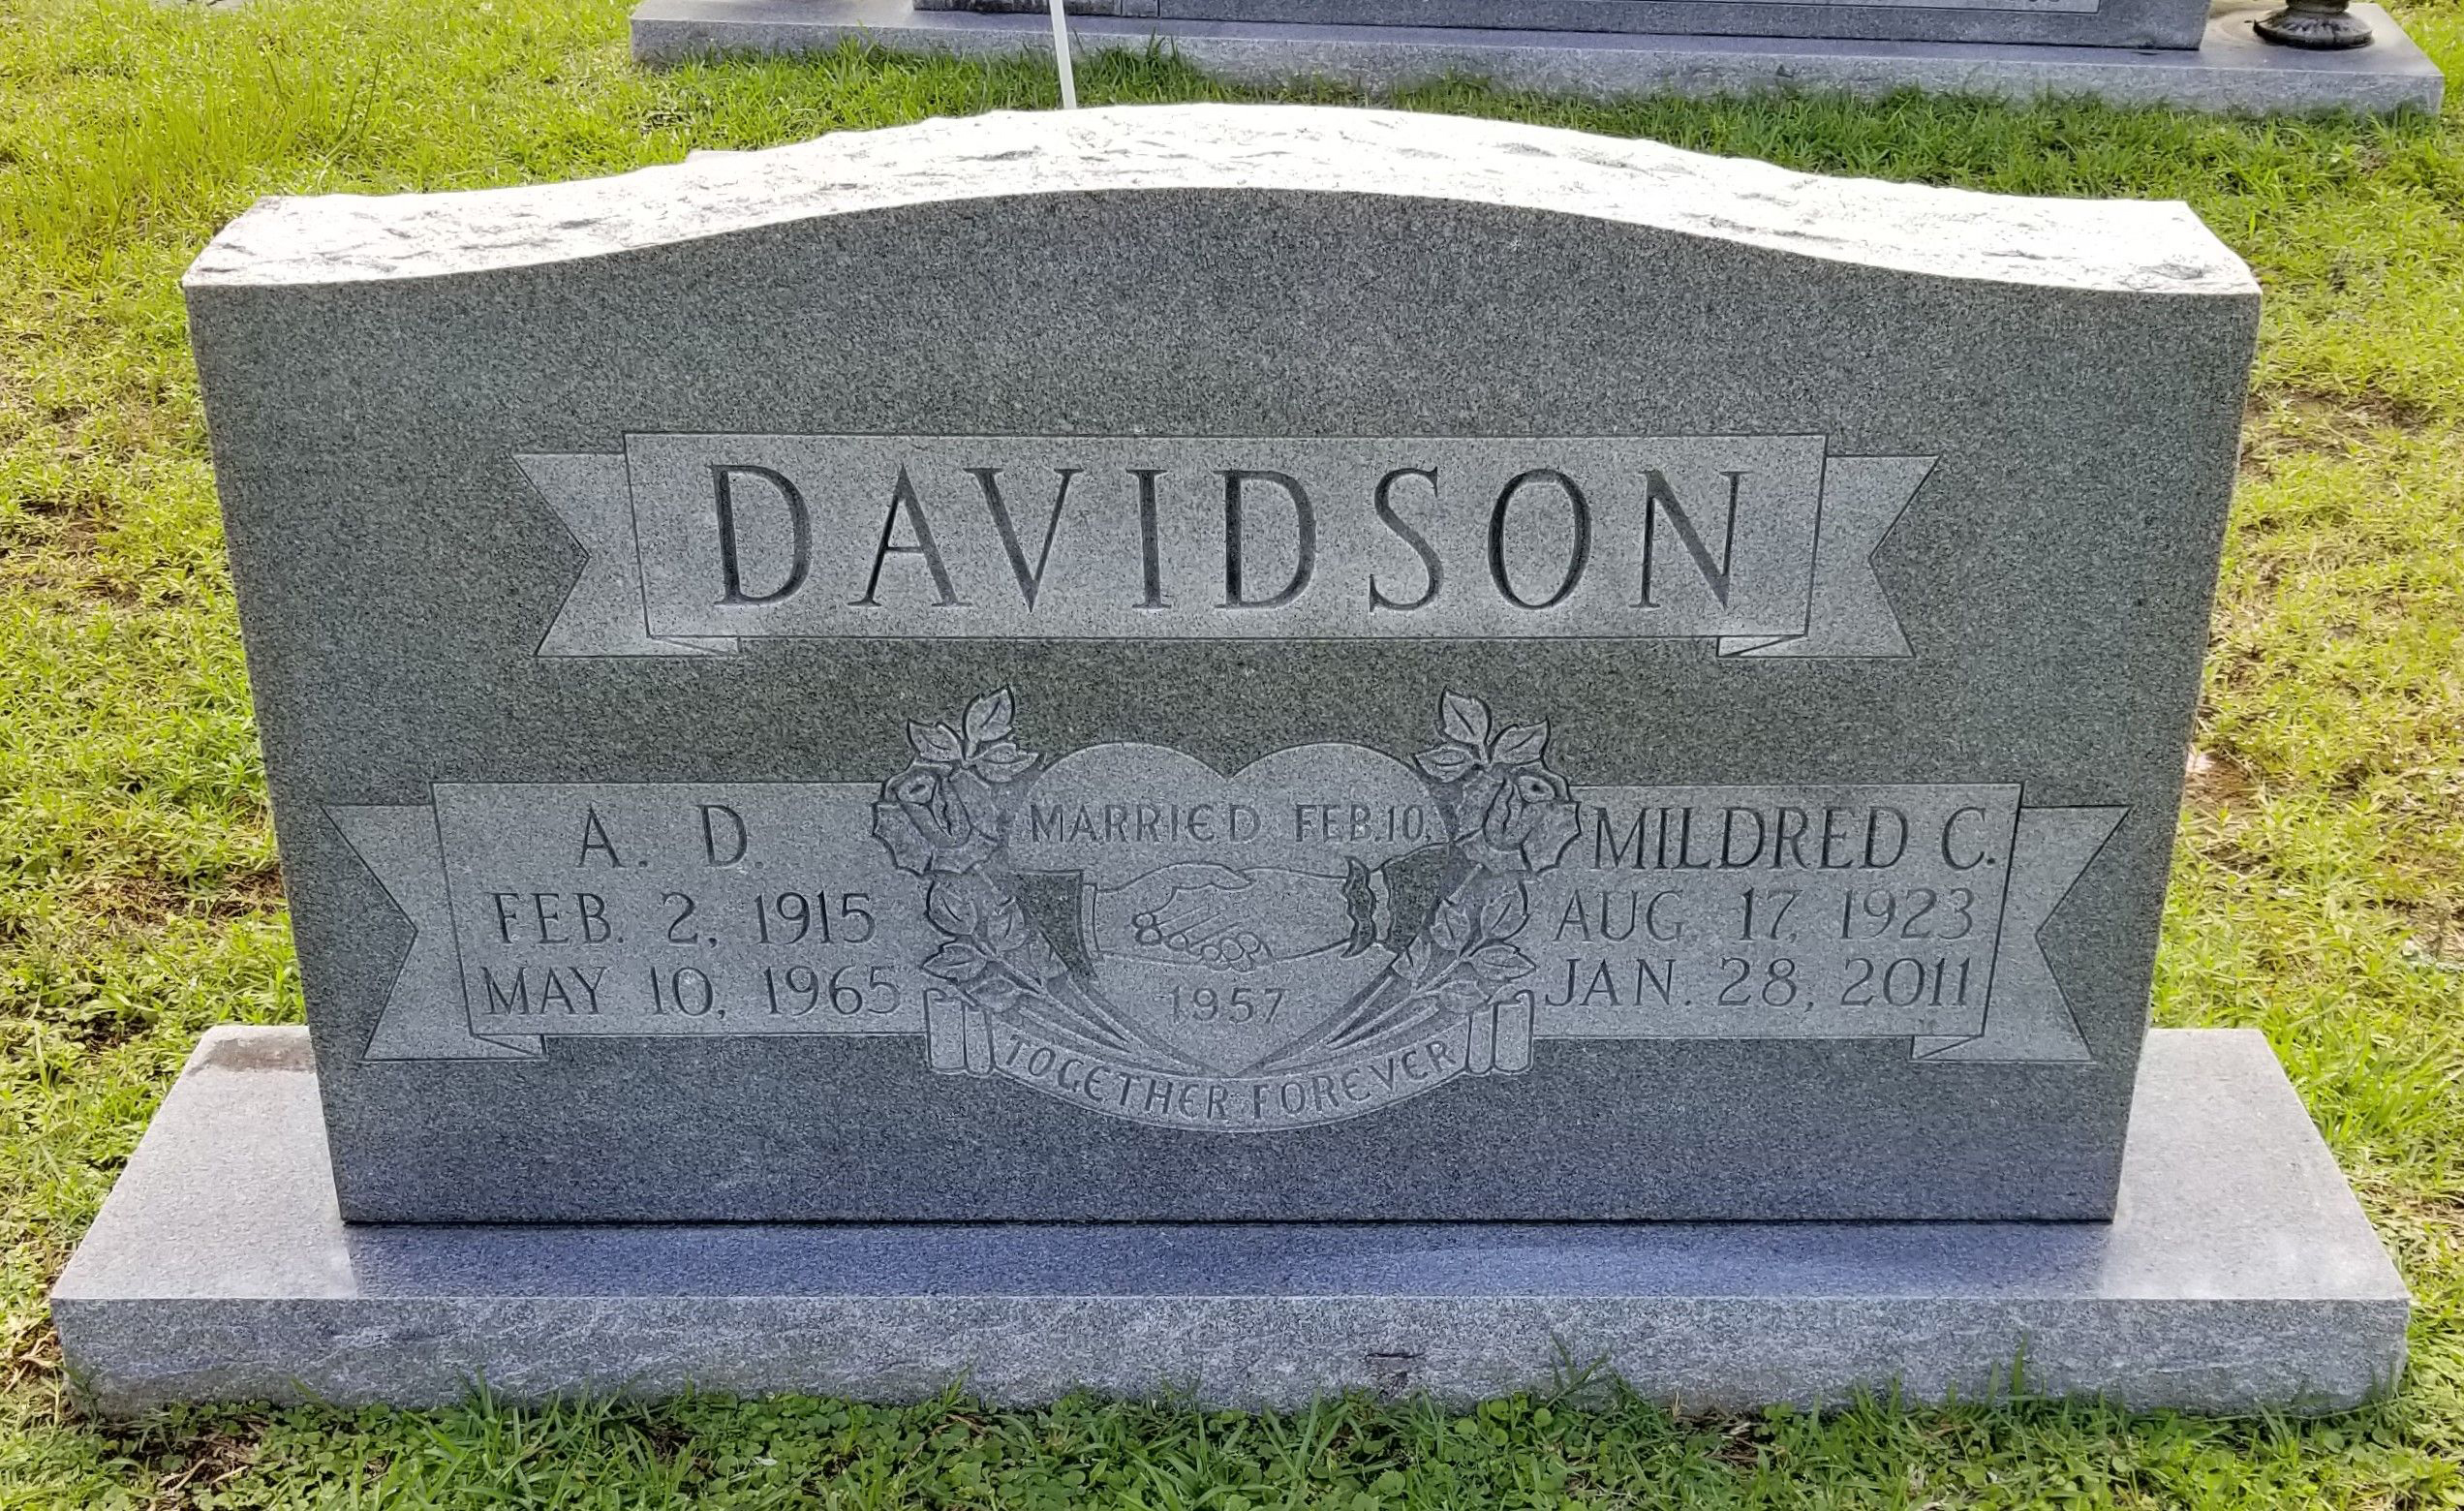 DAVIDSON
A. D.
FEB. 2, 1915
MAY 10, 1965
MARRIED FEB. 10,
1957
TOGETHER FOREVER
MILDRED C.
AUG. 17, 1923
JAN. 28, 2011